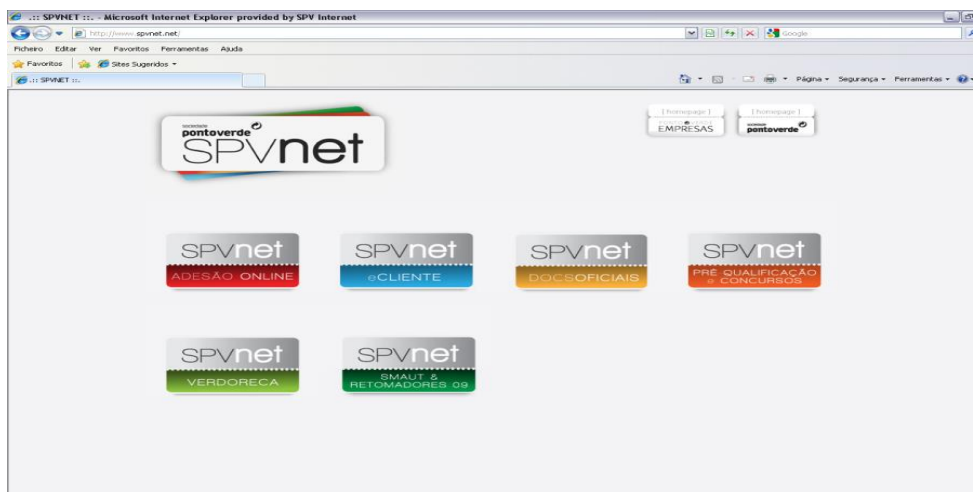 .:: SPVNET ::. - Microsoft Internet Explorer provided by SPV Internet
http://www.spvnet.net/
Google
Ficheiro Editar Ver Favoritos Ferramentas Ajuda
Favoritos Sites Sugeridos
.:: SPVNET ::.
Página Segurança Ferramentas
sociedade
pontoverde
SPVnet
[ homepage ]
EMPRESAS
[ homepage ]
sociedade
pontoverde
SPVnet
ADESÃO ONLINE
SPVnet
eCLIENTE
SPVnet
DOCSOFICIAIS
SPVnet
PRÉ QUALIFICAÇÃO
e CONCURSOS
SPVnet
VERDORECA
SPVnet
SMAUT &
RETOMADORES 09